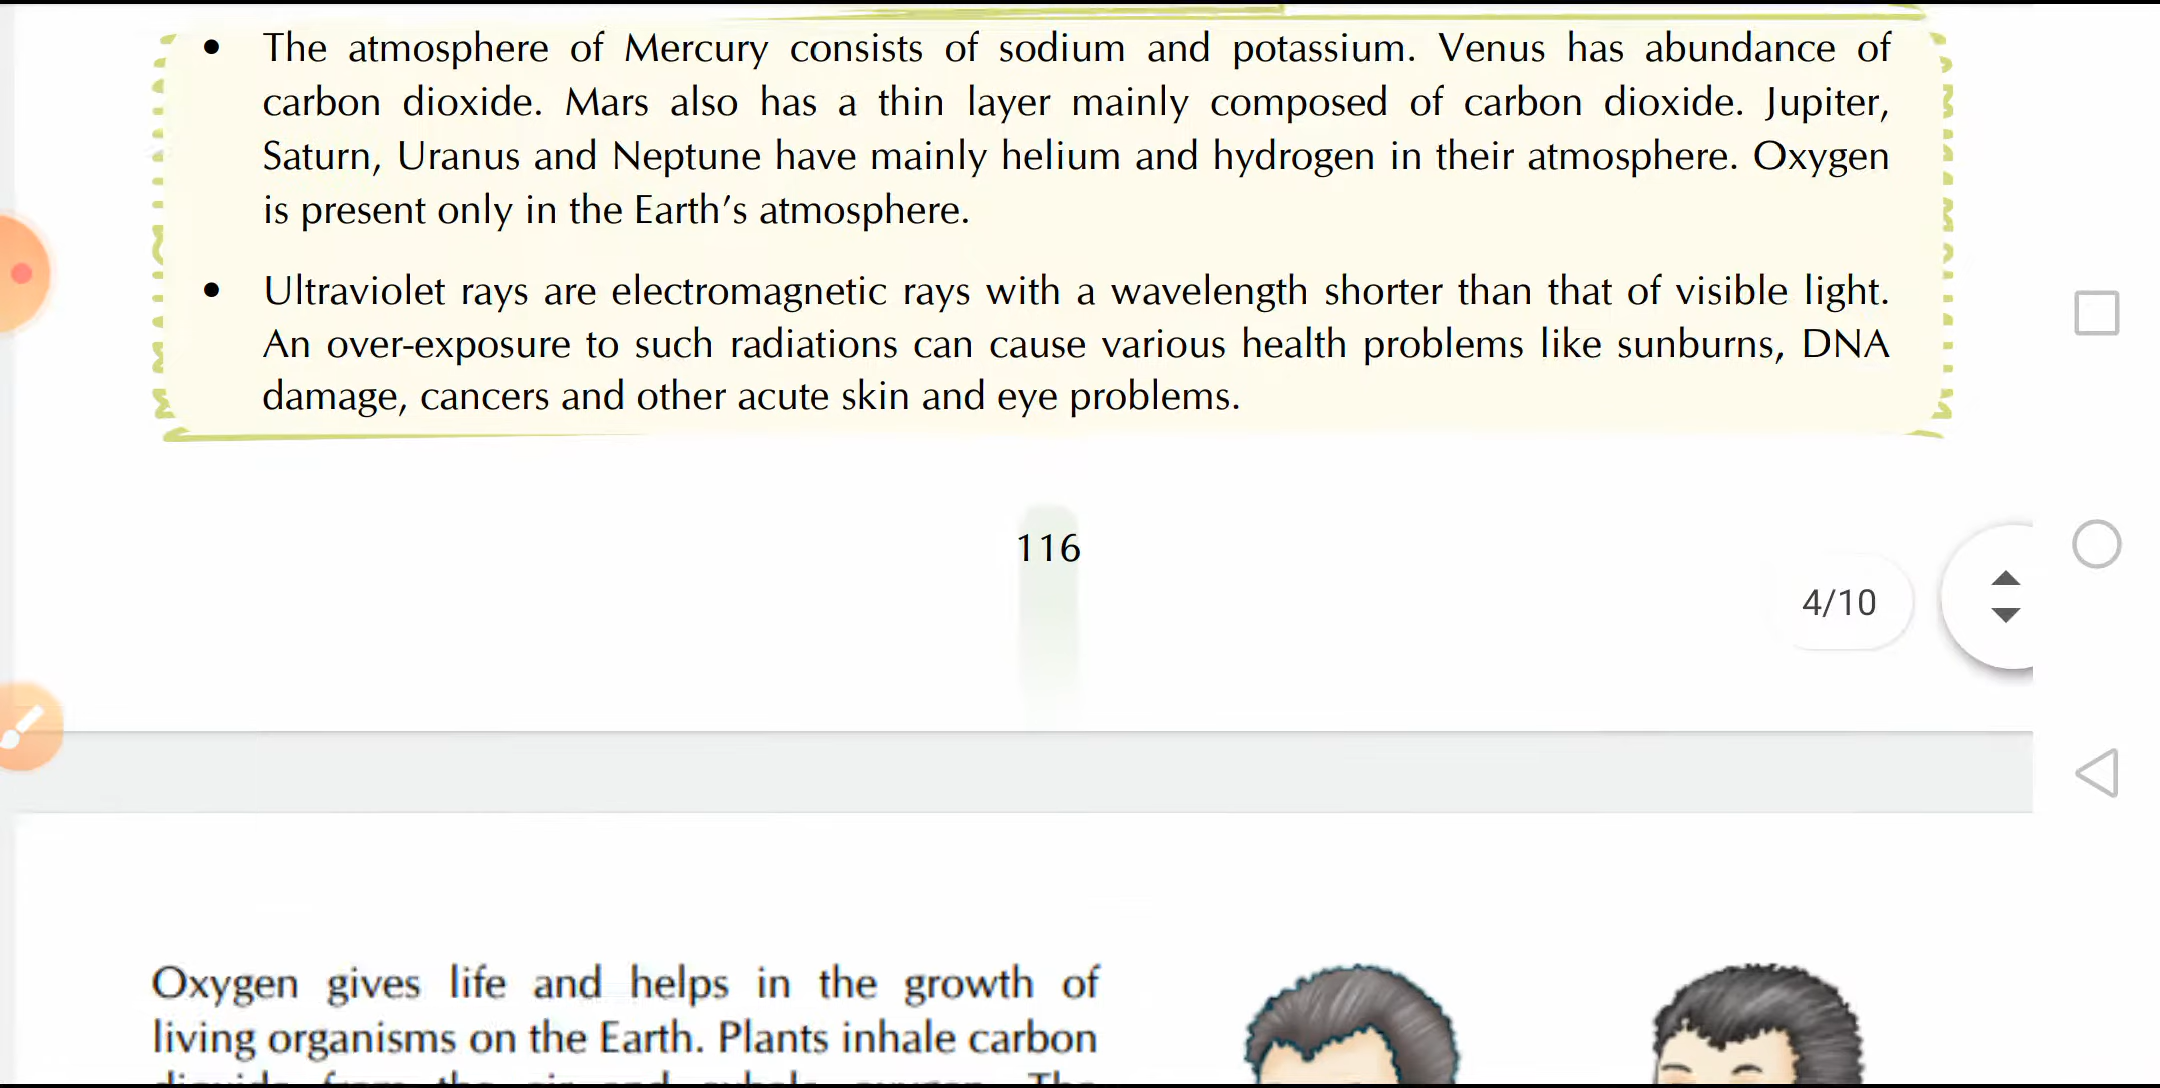 • The atmosphere of Mercury consists of sodium and potassium. Venus has abundance of
carbon dioxide. Mars also has a thin layer mainly composed of carbon dioxide. Jupiter,
Saturn, Uranus and Neptune have mainly helium and hydrogen in their atmosphere. Oxygen
is present only in the Earth's atmosphere.
• Ultraviolet rays are electromagnetic rays with a wavelength shorter than that of visible light.
An over-exposure to such radiations can cause various health problems like sunburns, DNA
damage, cancers and other acute skin and eye problems.
116
4/10
Oxygen gives life and helps in the growth of
living organisms on the Earth. Plants inhale carbon